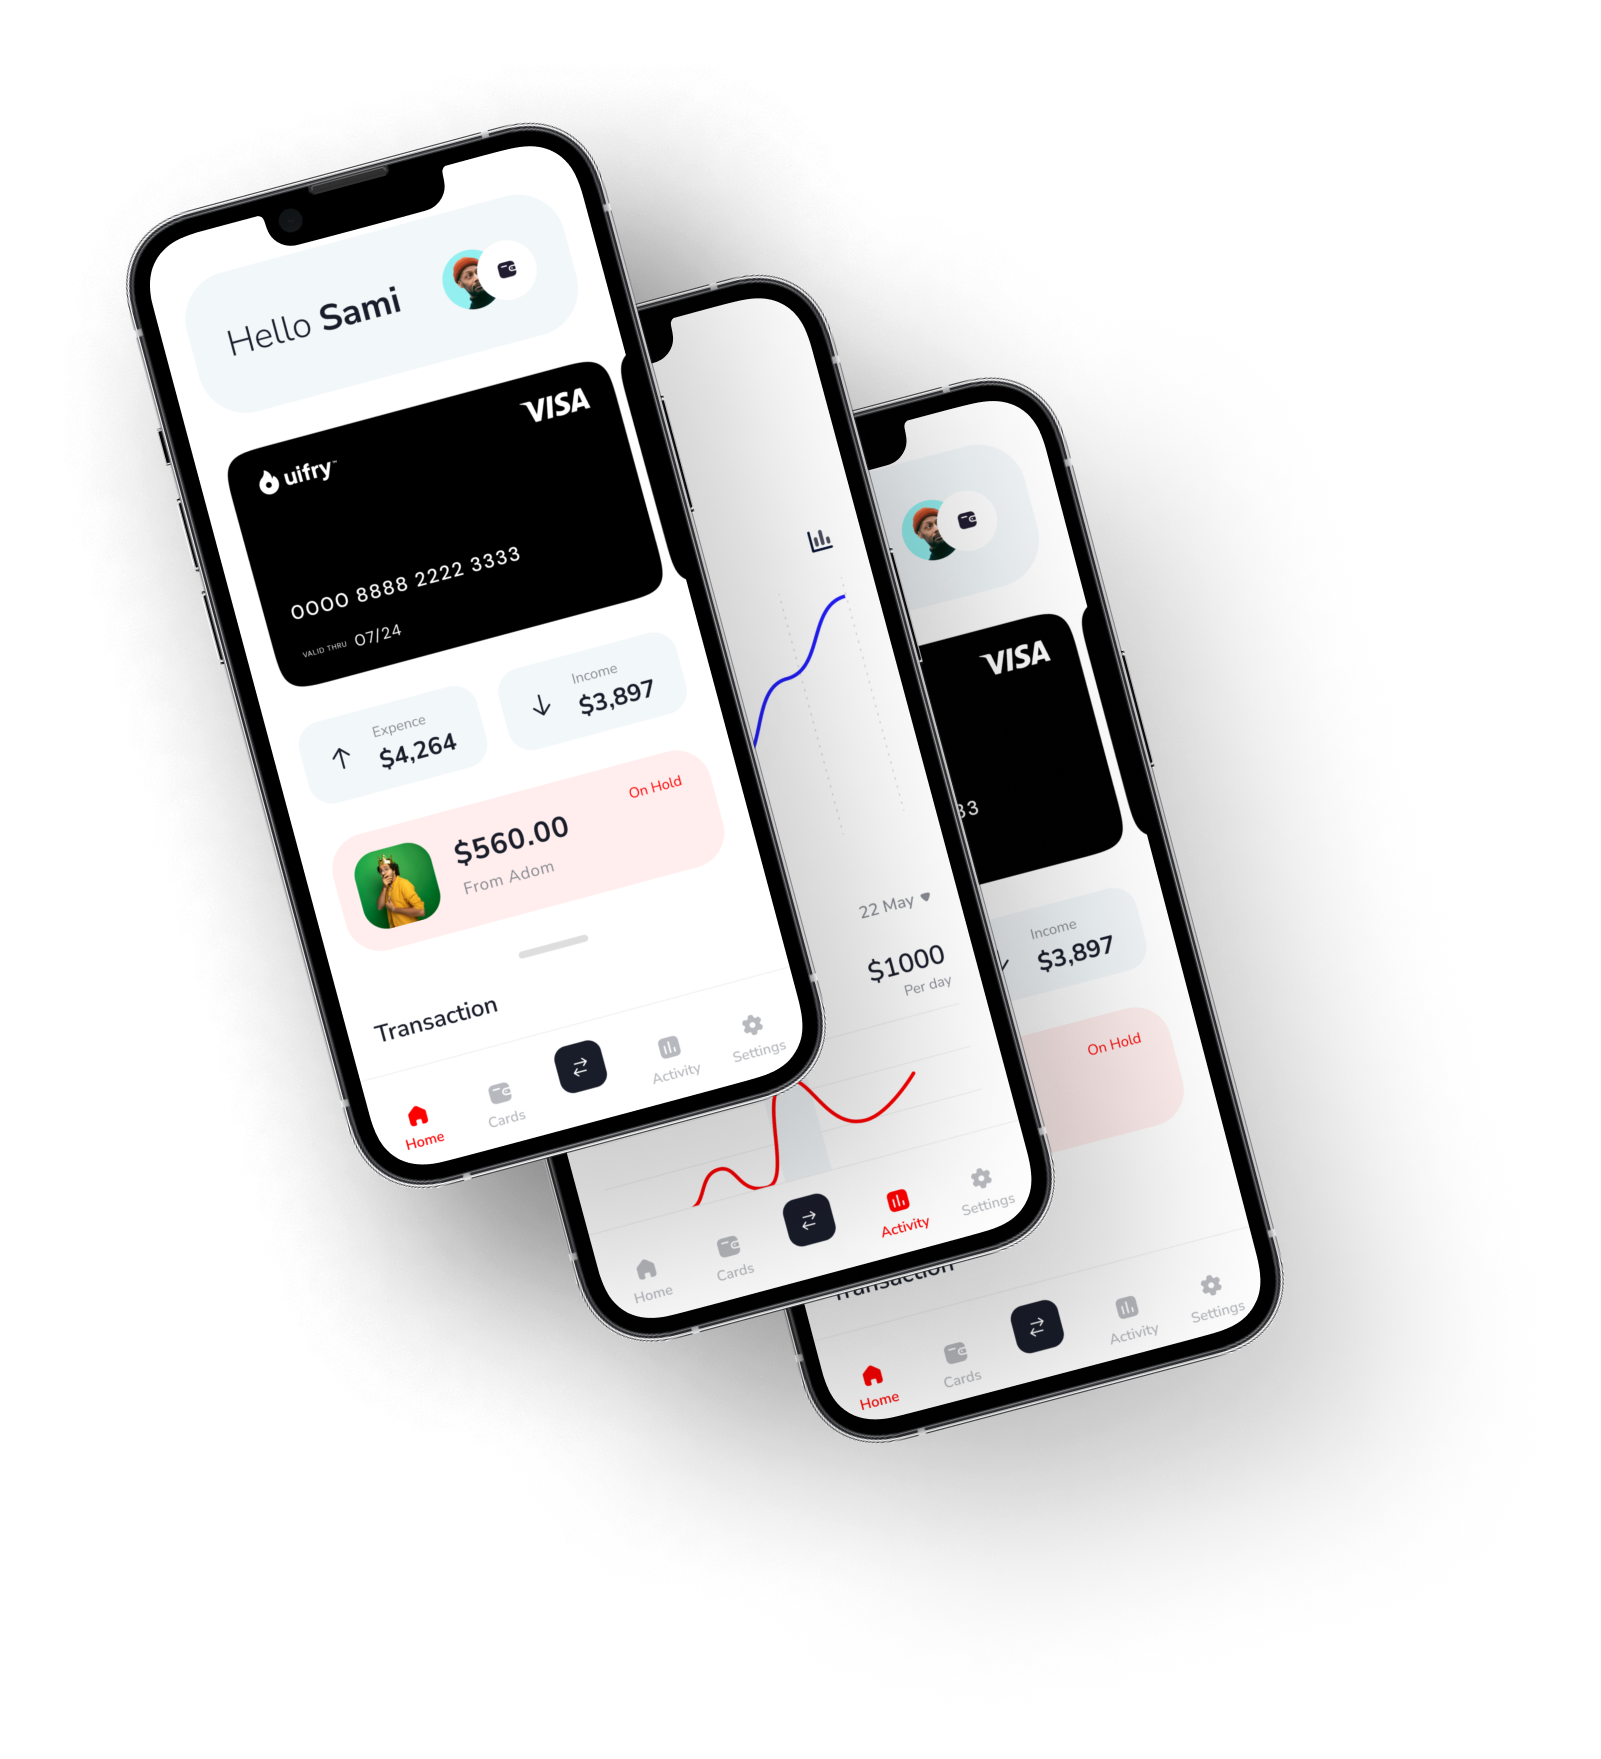 Hello Sami
VISA
uifry™
0000 8888 2222 3333
VALID THRU 07/24
Expence
$4,264
Income
$3,897
On Hold
$560.00
From Adom
Transaction
Home
Cards
Activity
Settings
22 May
$1000
Per day
Home
Cards
Activity
Settings
VISA
33
Income
$3,897
On Hold
Transaction
Home
Cards
Activity
Settings